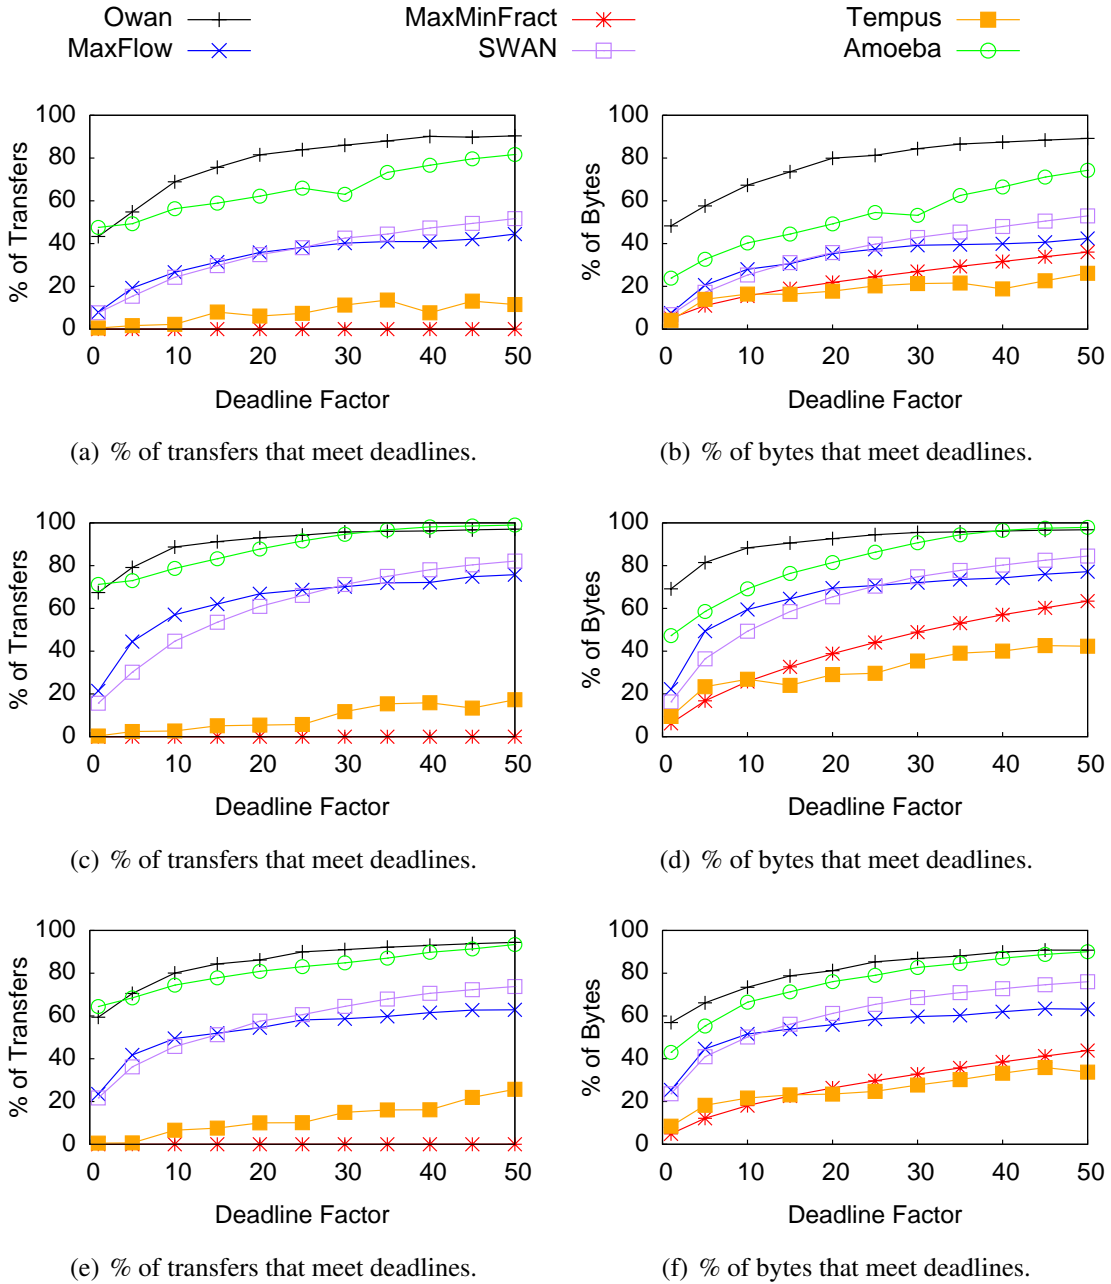 Owan MaxMinFract Tempus
MaxFlow SWAN Amoeba
100
80
60
40
20
0
% of Transfers
0 10 20 30 40 50
Deadline Factor
(a) % of transfers that meet deadlines.
100
80
60
40
20
0
% of Bytes
0 10 20 30 40 50
Deadline Factor
(b) % of bytes that meet deadlines.
100
80
60
40
20
0
% of Transfers
0 10 20 30 40 50
Deadline Factor
(c) % of transfers that meet deadlines.
100
80
60
40
20
0
% of Bytes
0 10 20 30 40 50
Deadline Factor
(d) % of bytes that meet deadlines.
100
80
60
40
20
0
% of Transfers
0 10 20 30 40 50
Deadline Factor
(e) % of transfers that meet deadlines.
100
80
60
40
20
0
% of Bytes
0 10 20 30 40 50
Deadline Factor
(f) % of bytes that meet deadlines.